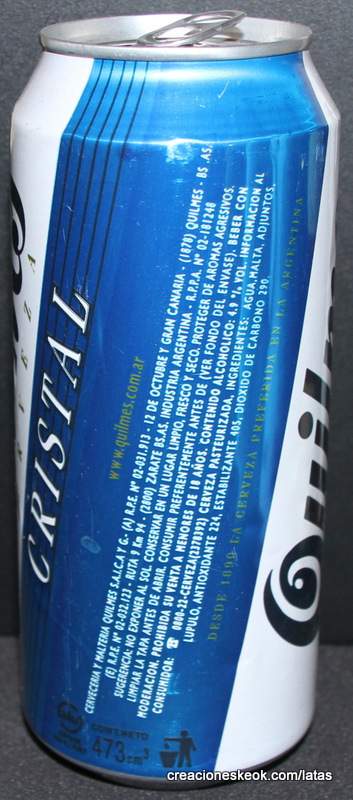 CERVEZA
CRISTAL
www.quilmes.com.ar
CERVECERIA Y MALTERIA QUILMES S.A.I.C.A Y G. (A) R.P.E. Nº 02-031.913 - 12 DE OCTUBRE Y GRAN CANARIA - (1878) QUILMES - BS .AS.
(E) R.P.E. Nº 02-032.122 - RUTA 9 Km 94 - (2800) ZARATE BS.AS. INDUSTRIA ARGENTINA - R.P.P.A. Nº 02-181248
SUGERENCIA: NO EXPONER AL SOL. CONSERVAR EN UN LUGAR LIMPIO, FRESCO Y SECO. PROTEGER DE AROMAS AGRESIVOS.
LIMPIAR LA TAPA ANTES DE ABRIR. CONSUMIR PREFERENTEMENTE ANTES DE (VER FONDO DEL ENVASE). BEBER CON
MODERACION. PROHIBIDA SU VENTA A MENORES DE 18 AÑOS. CONTENIDO ALCOHOLICO: 4,9 % VOL. INFORMACION AL
CONSUMIDOR: ☎ 0800-22-CERVEZA(2378392) CERVEZA PASTEURIZADA, INGREDIENTES: AGUA, MALTA, ADJUNTOS,
LUPULO, ANTIOXIDANTE 224, ESTABILIZANTE 405, DIOXIDO DE CARBONO 290.
DESDE 1890 LA CERVEZA PREFERIDA EN LA ARGENTINA
Quilm
CONT.NETO
473cm³
creacioneskeok.com/latas